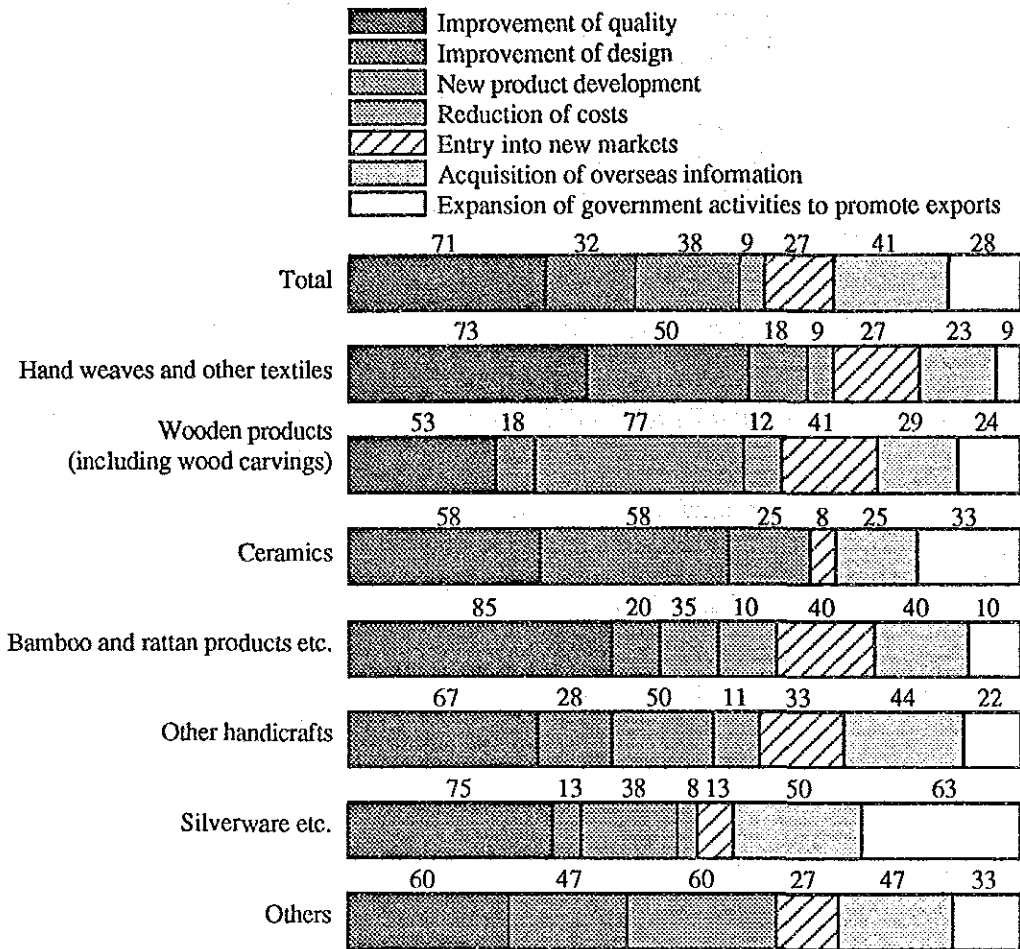 Improvement of quality
Improvement of design
New product development
Reduction of costs
Entry into new markets
Acquisition of overseas information
Expansion of government activities to promote exports
71 32 38 9 27 41 28
Total
73 50 18 9 27 23 9
Hand weaves and other textiles
53 18 77 12 41 29 24
Wooden products
(including wood carvings)
58 58 25 8 25 33
Ceramics
85 20 35 10 40 40 10
Bamboo and rattan products etc.
67 28 50 11 33 44 22
Other handicrafts
75 13 38 8 13 50 63
Silverware etc.
60 47 60 27 47 33
Others